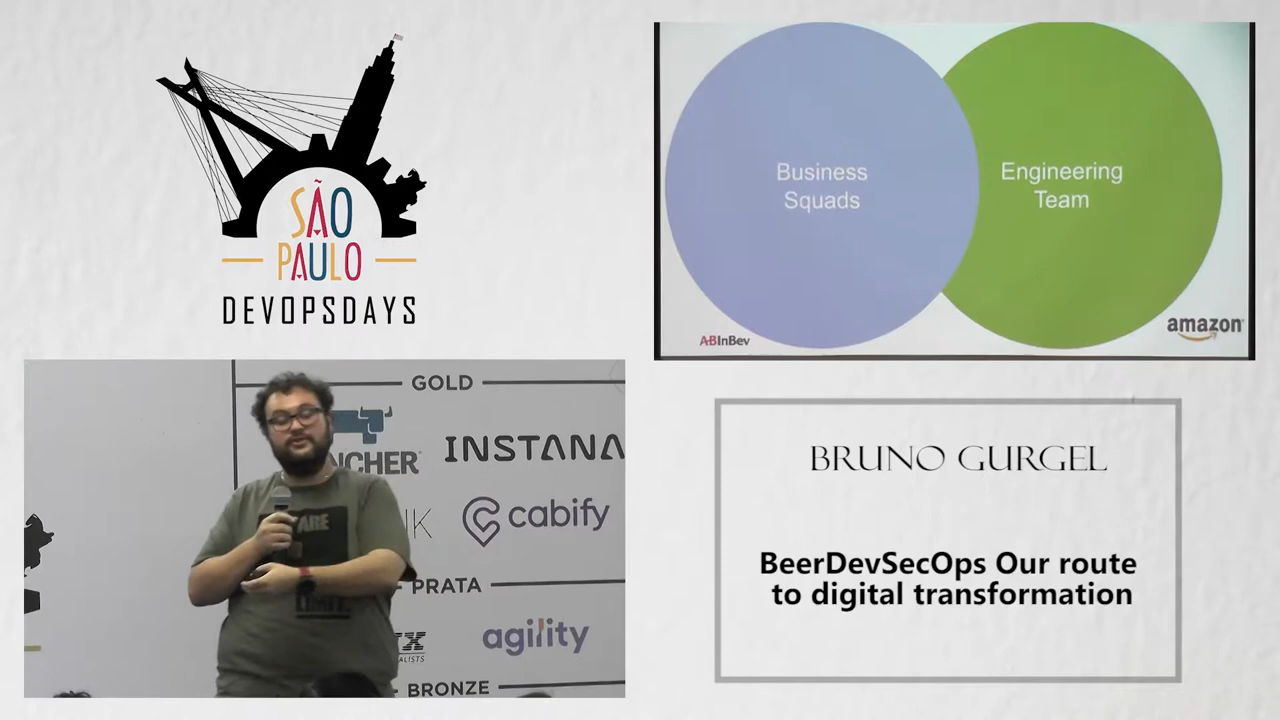 SÃO
PAULO
DEVOPSDAYS
Business
Squads
Engineering
Team
ABInBev
amazon
GOLD
NCHER
INSTANA
cabify
PRATA
agility
BRONZE
BRUNO GURGEL
BeerDevSecOps Our route
to digital transformation